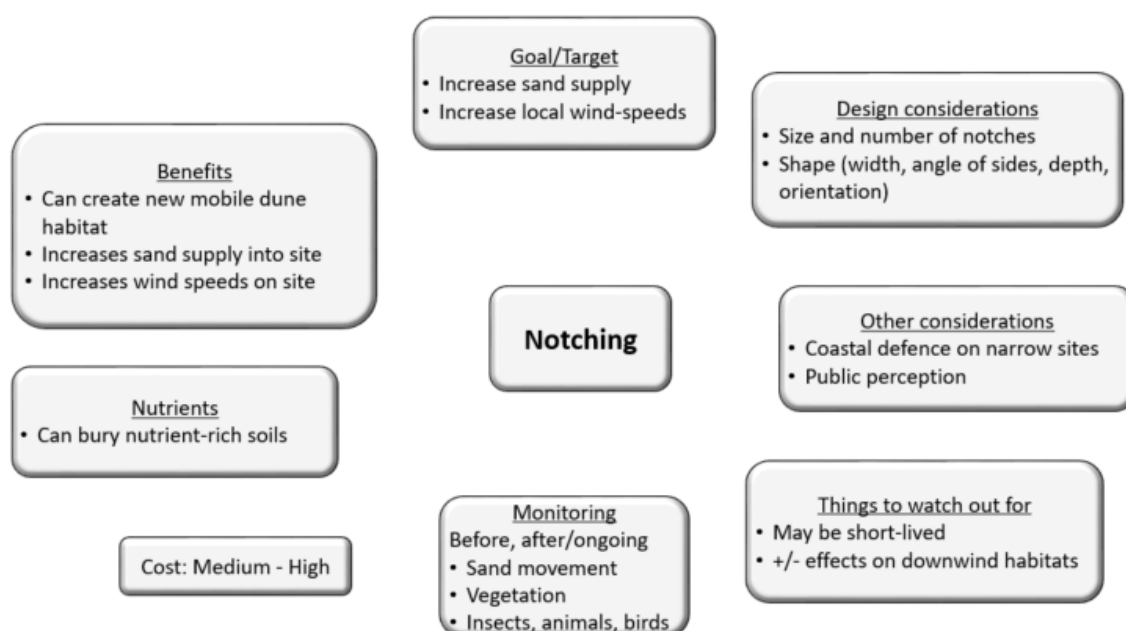 Goal/Target
• Increase sand supply
• Increase local wind-speeds
Design considerations
• Size and number of notches
• Shape (width, angle of sides, depth,
orientation)
Benefits
• Can create new mobile dune
habitat
• Increases sand supply into site
• Increases wind speeds on site
Notching
Other considerations
• Coastal defence on narrow sites
• Public perception
Nutrients
• Can bury nutrient-rich soils
Things to watch out for
• May be short-lived
• +/- effects on downwind habitats
Monitoring
Before, after/ongoing
• Sand movement
• Vegetation
• Insects, animals, birds
Cost: Medium - High